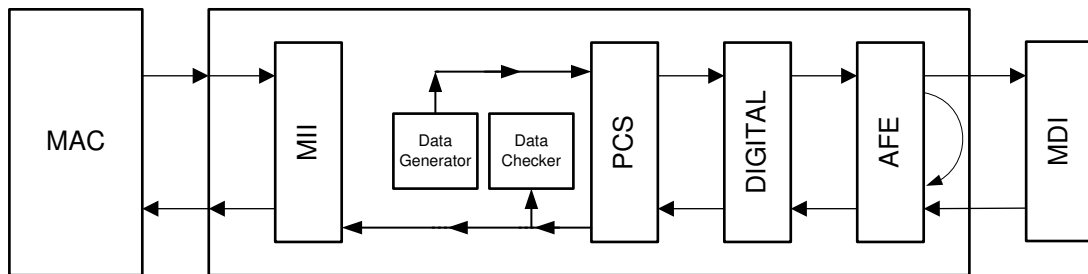 MAC
MII
Data
Generator
Data
Checker
PCS
DIGITAL
AFE
MDI